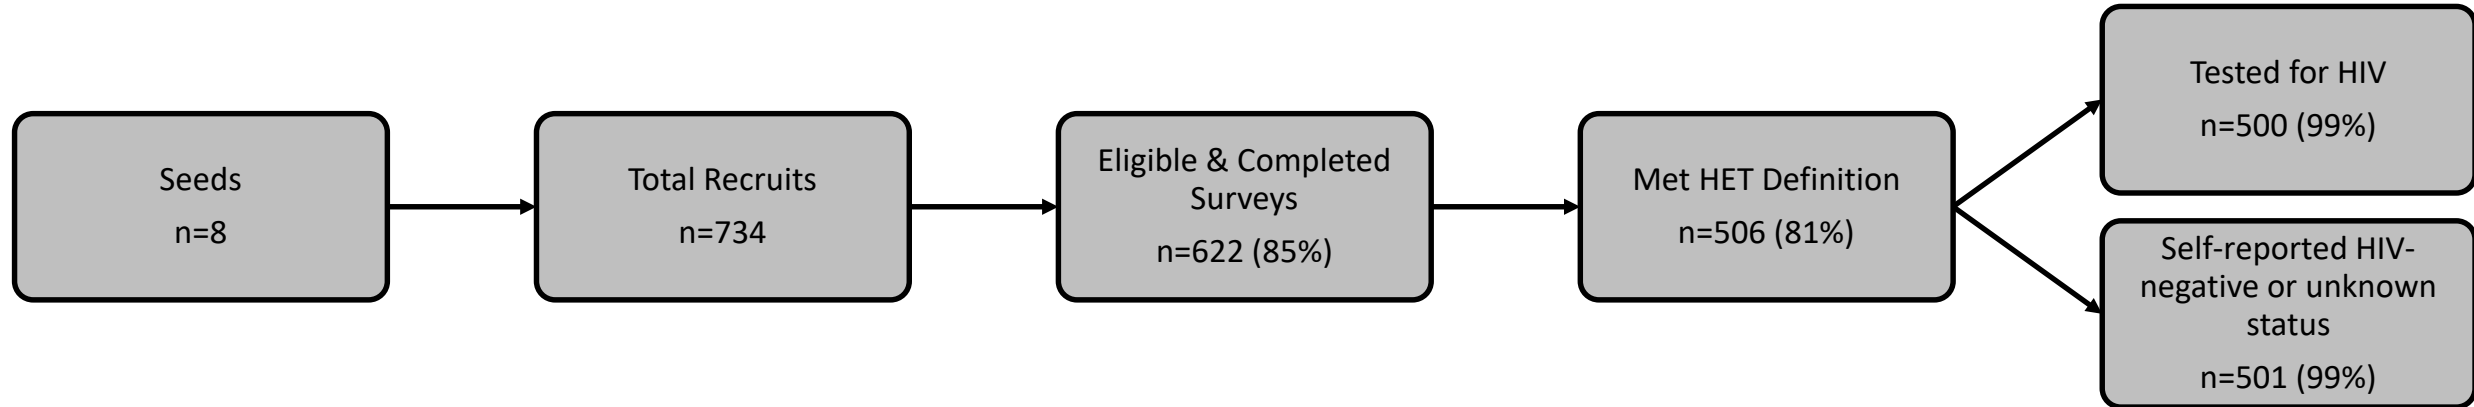 Seeds
n=8
Total Recruits
n=734
Eligible & Completed
Surveys
n=622 (85%)
Met HET Definition
n=506 (81%)
Tested for HIV
n=500 (99%)
Self-reported HIV-
negative or unknown
status
n=501 (99%)